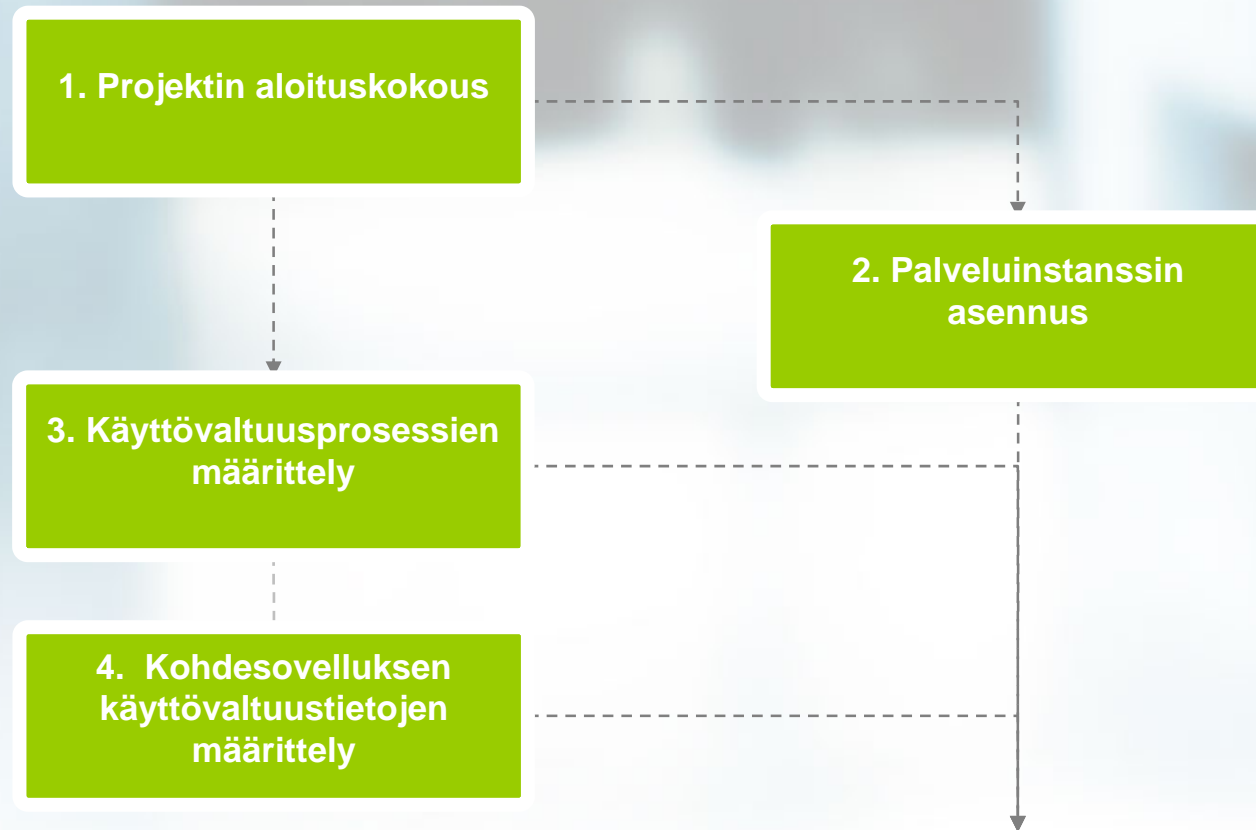 1. Projektin aloituskokous
2. Palveluinstanssin
asennus
3. Käyttövaltuusprosessien
määrittely
4. Kohdesovelluksen
käyttövaltuustietojen
määrittely